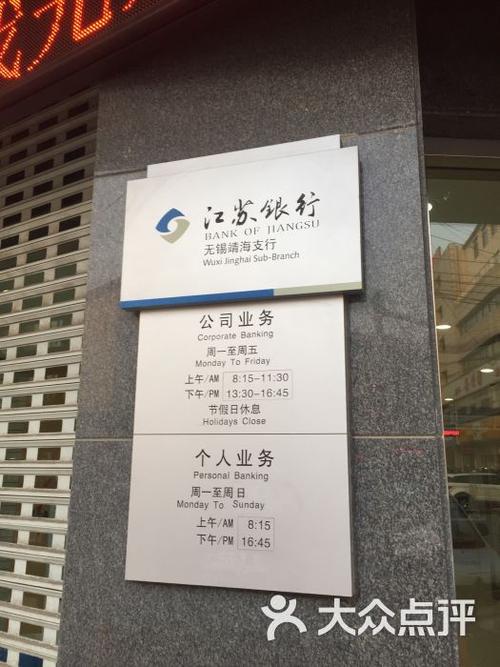 江苏银行
BANK OF JIANGSU
无锡靖海支行
Wuxi Jinghai Sub-Branch
公司业务
Corporate Banking
周一至周五
Monday To Friday
上午/AM 8:15-11:30
下午/PM 13:30-16:45
节假日休息
Holidays Close
个人业务
Personal Banking
周一至周日
Monday To Sunday
上午/AM 8:15
下午/PM 16:45
大众点评